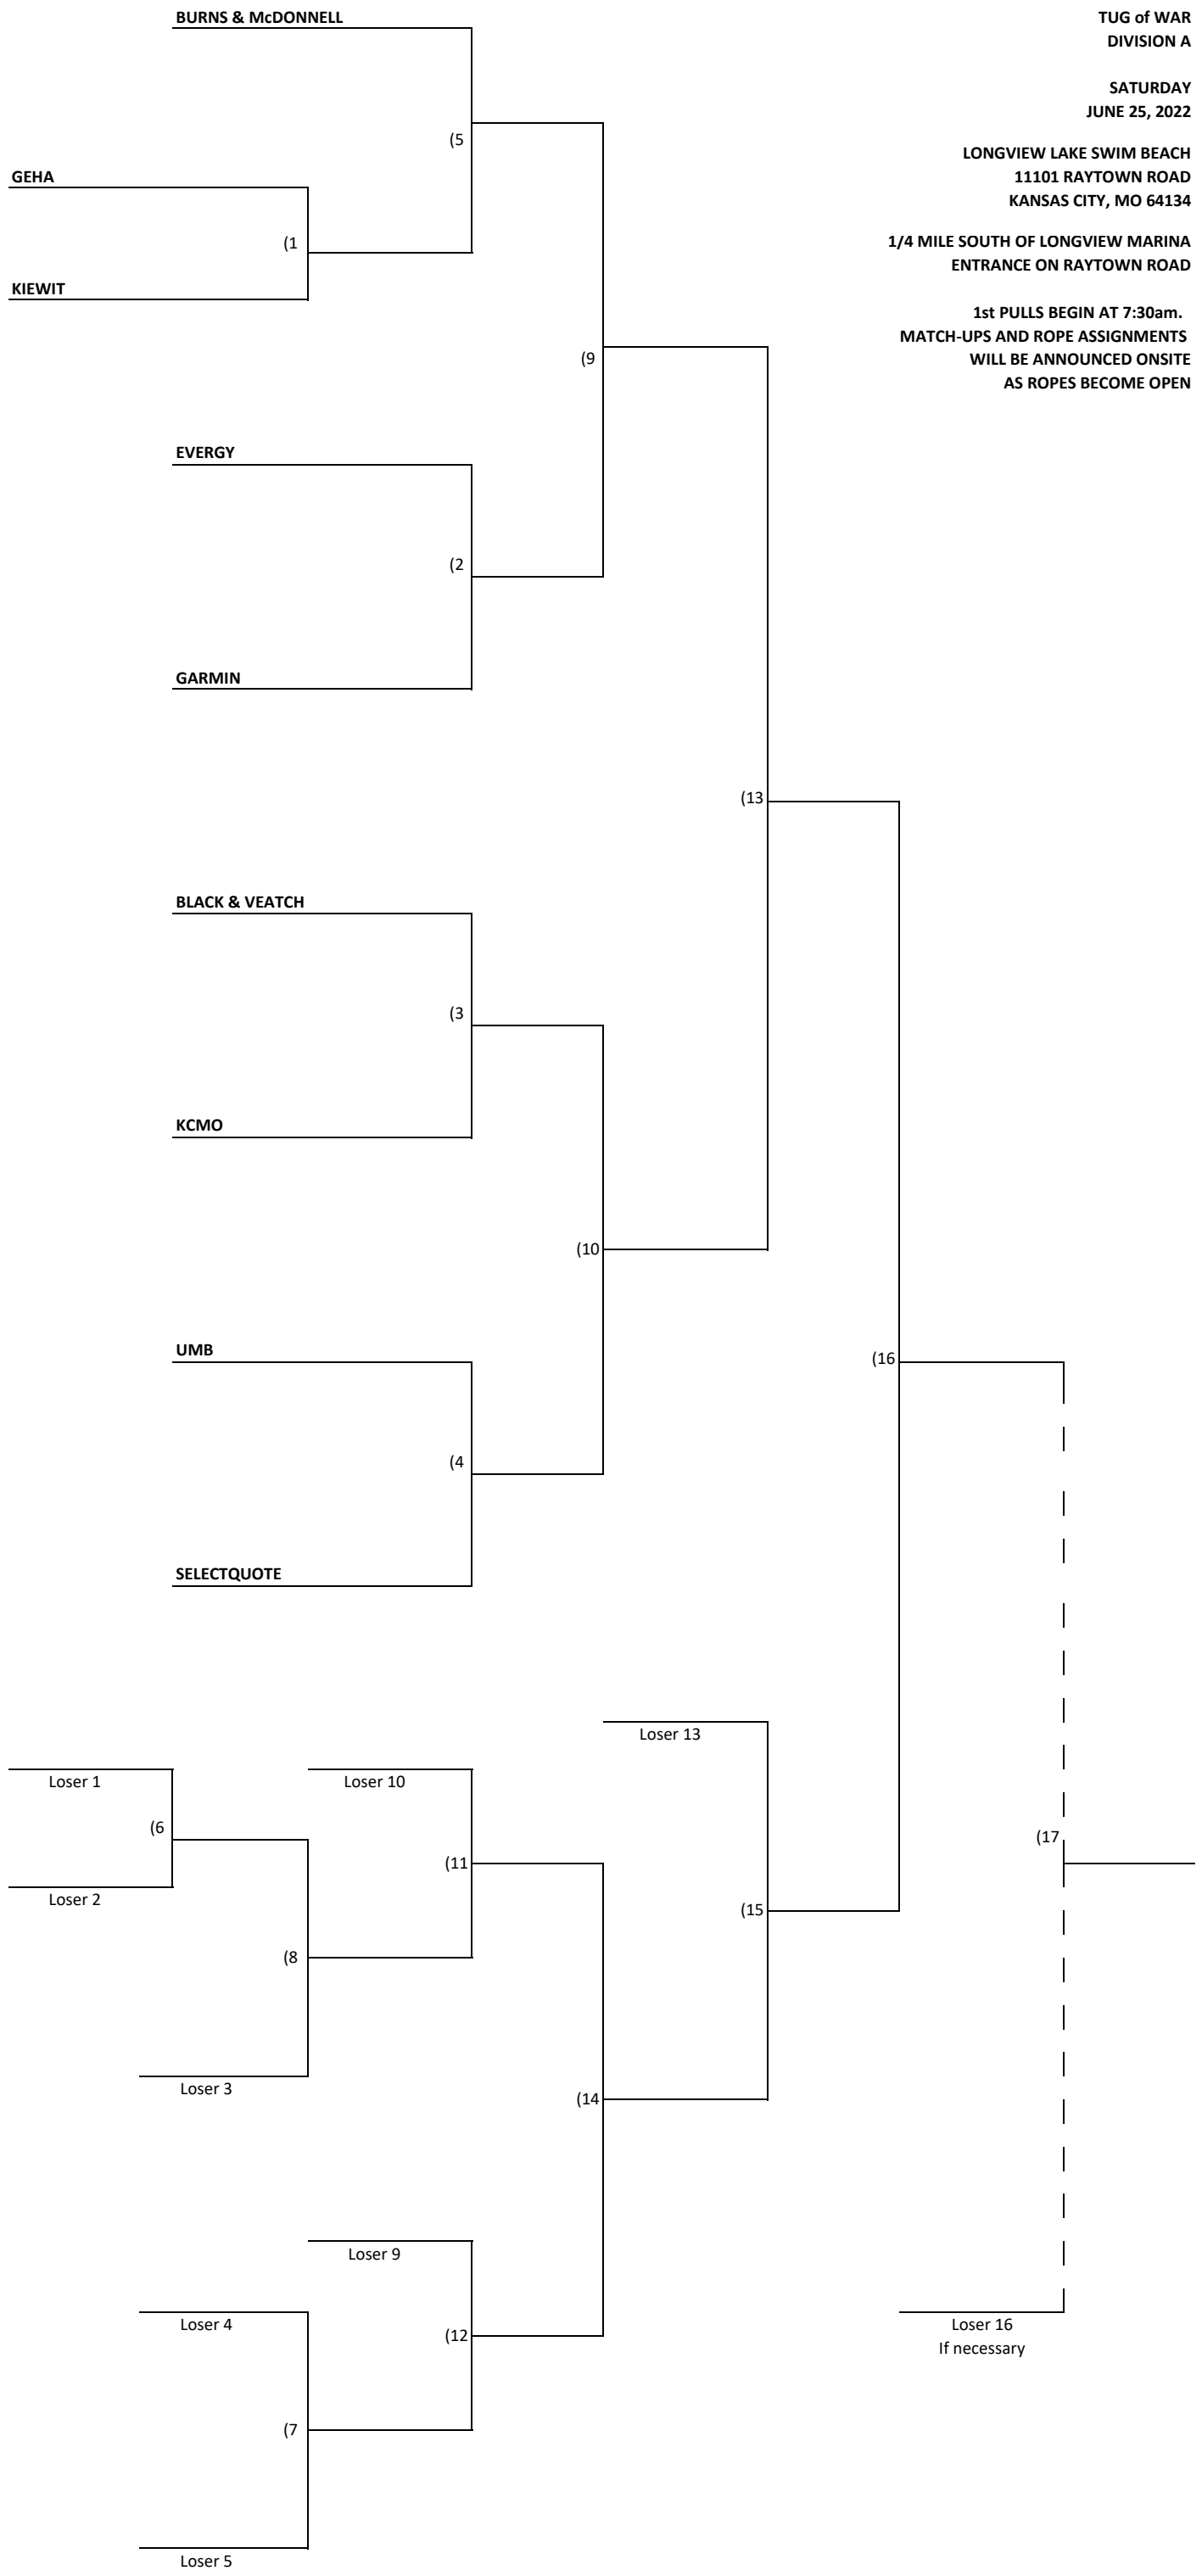 BURNS & McDONNELL
TUG of WAR
DIVISION A
SATURDAY
JUNE 25, 2022
(5
LONGVIEW LAKE SWIM BEACH
GEHA
11101 RAYTOWN ROAD
KANSAS CITY, MO 64134
(1
1/4 MILE SOUTH OF LONGVIEW MARINA
ENTRANCE ON RAYTOWN ROAD
KIEWIT
1st PULLS BEGIN AT 7:30am.
MATCH-UPS AND ROPE ASSIGNMENTS
WILL BE ANNOUNCED ONSITE
(9
AS ROPES BECOME OPEN
EVERGY
(2
GARMIN
(13
BLACK & VEATCH
(3
KCMO
(10
UMB
(16
(4
SELECTQUOTE
Loser 13
Loser 1
Loser 10
(6
(17
(11
Loser 2
(15
(8
Loser 3
(14
Loser 9
Loser 4
Loser 16
(12
If necessary
(7
Loser 5